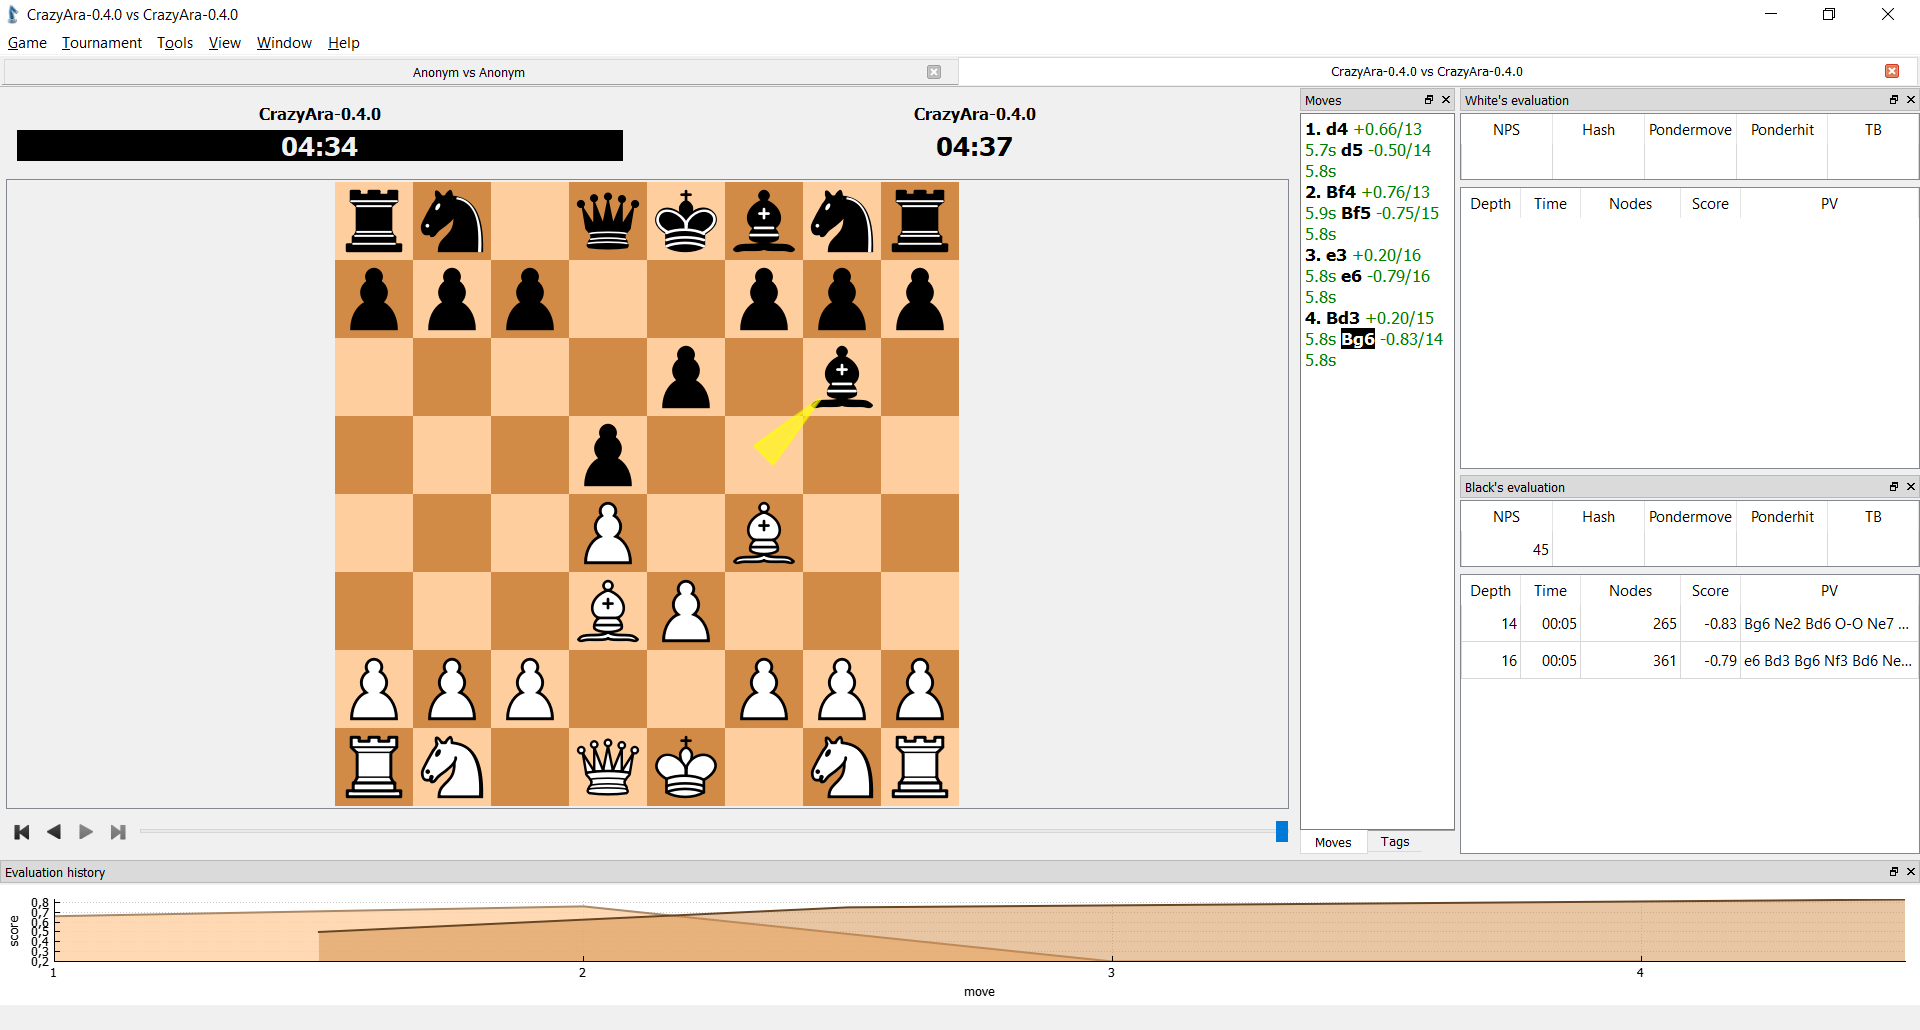 CrazyAra-0.4.0 vs CrazyAra-0.4.0
Game Tournament Tools View Window Help
Anonym vs Anonym
CrazyAra-0.4.0 vs CrazyAra-0.4.0
CrazyAra-0.4.0
04:34
CrazyAra-0.4.0
04:37
Moves
1. d4 +0.66/13
5.7s d5 -0.50/14
5.8s
2. Bf4 +0.76/13
5.9s Bf5 -0.75/15
5.8s
3. e3 +0.20/16
5.8s e6 -0.79/16
5.8s
4. Bd3 +0.20/15
5.8s Bg6 -0.83/14
5.8s
Moves Tags
White's evaluation
NPS Hash Pondermove Ponderhit TB
Depth Time Nodes Score PV
Black's evaluation
NPS Hash Pondermove Ponderhit TB
45
Depth Time Nodes Score PV
14 00:05 265 -0.83 Bg6 Ne2 Bd6 O-O Ne7 ...
16 00:05 361 -0.79 e6 Bd3 Bg6 Nf3 Bd6 Ne...
Evaluation history
score
0,8
0,7
0,6
0,5
0,4
0,3
0,2
1 2 3 4
move